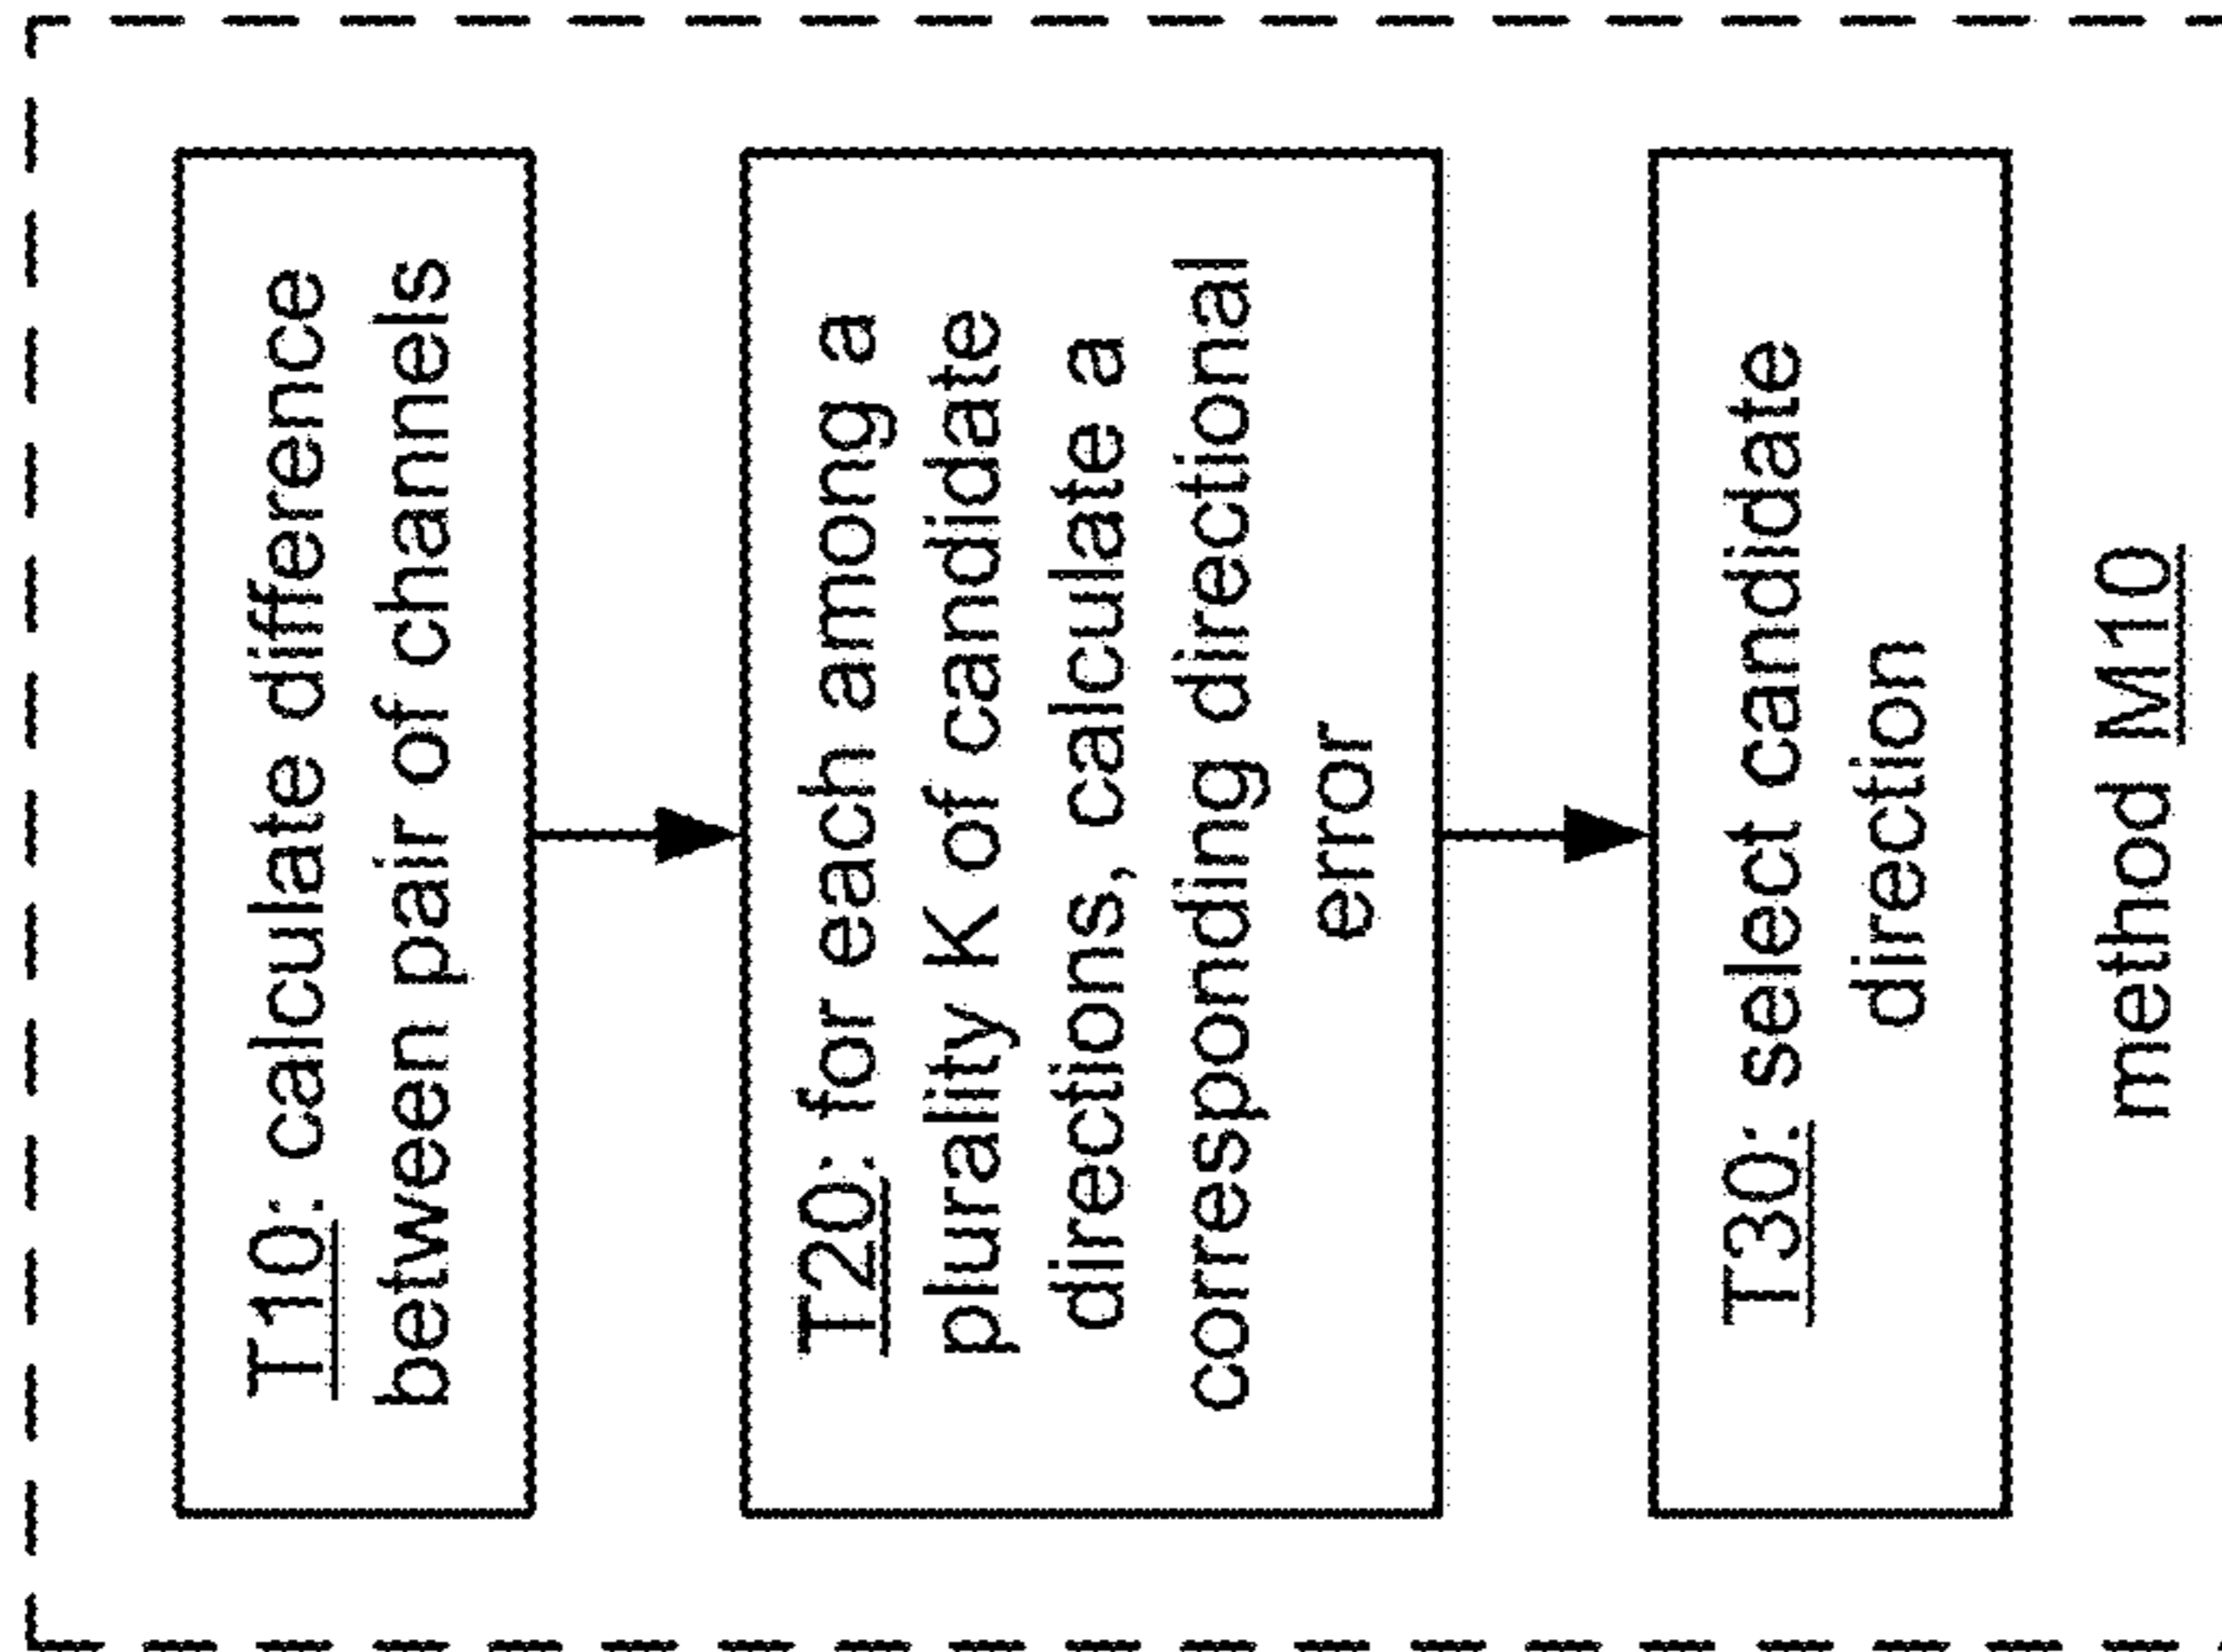 T10: calculate difference
between pair of channels
T20: for each among a
plurality K of candidate
directions, calculate a
corresponding directional
error
T30: select candidate
direction
method M10